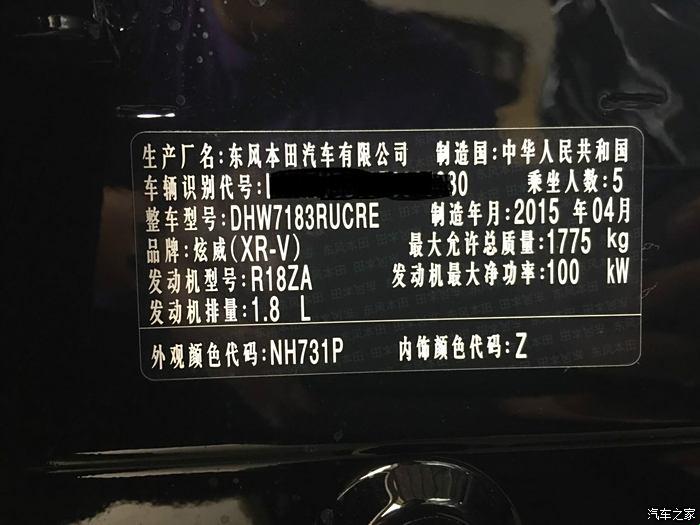 生产厂名:东风本田汽车有限公司 制造国:中华人民共和国
车辆识别代号:L 80 乘坐人数:5
整车型号:DHW7183RUCRE 制造年月:2015 年04月
品牌:炫威(XR-V) 最大允许总质量:1775 kg
发动机型号:R18ZA 发动机最大净功率:100 kW
发动机排量:1.8 L
外观颜色代码:NH731P 内饰颜色代码:Z
汽车之家